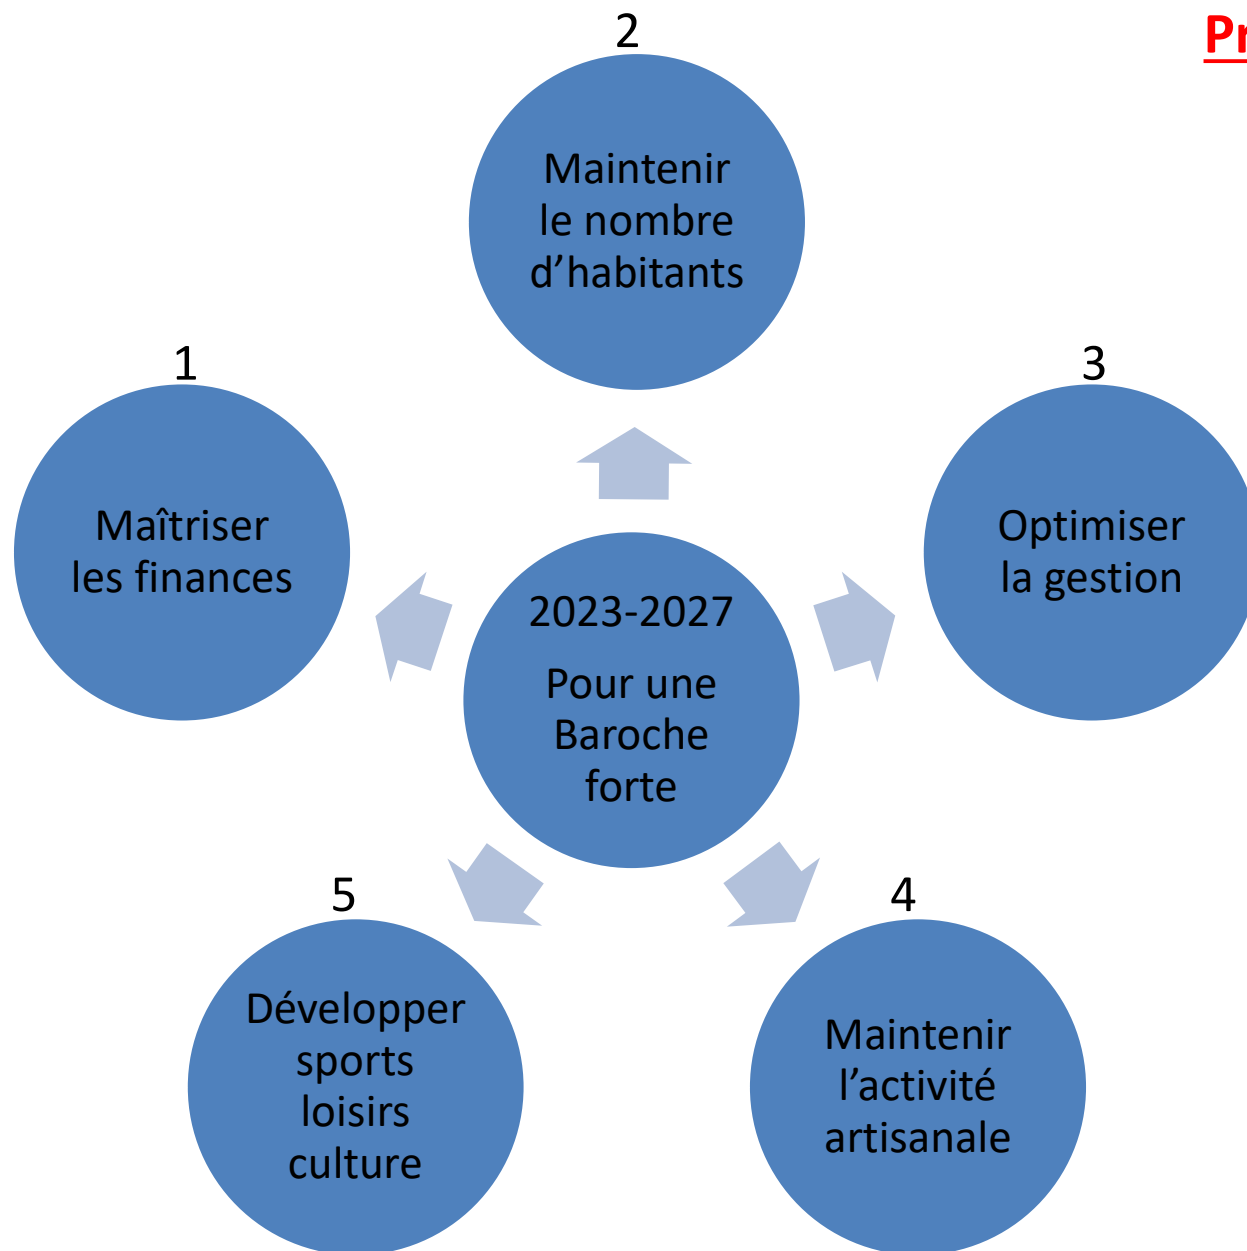 2
Pr
Maintenir
le nombre
d’habitants
1
Maîtriser
les finances
3
Optimiser
la gestion
2023-2027
Pour une
Baroche
forte
5
Développer
sports
loisirs
culture
4
Maintenir
l’activité
artisanale